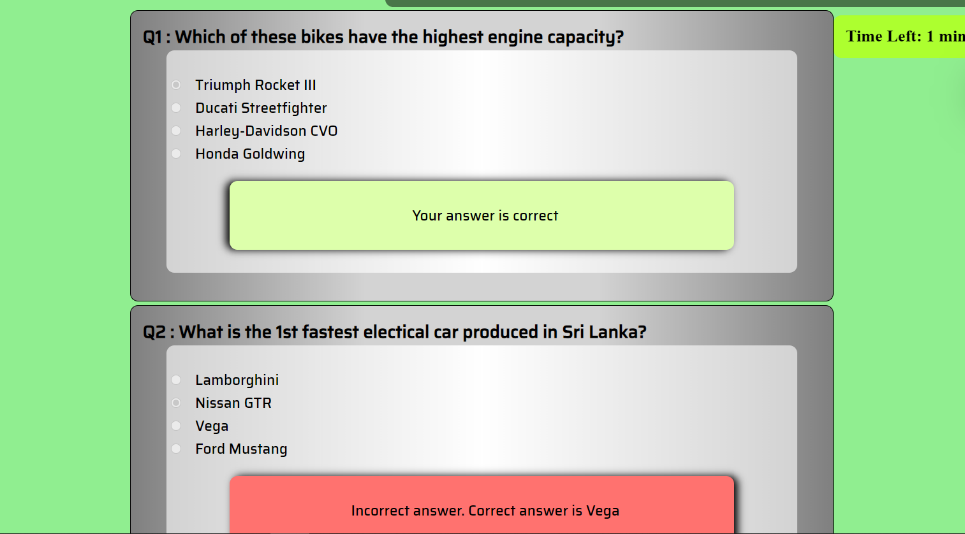 Q1 : Which of these bikes have the highest engine capacity?
Time Left: 1 min
Triumph Rocket III
Ducati Streetfighter
Harley-Davidson CVO
Honda Goldwing
Your answer is correct
Q2 : What is the 1st fastest electical car produced in Sri Lanka?
Lamborghini
Nissan GTR
Vega
Ford Mustang
Incorrect answer. Correct answer is Vega